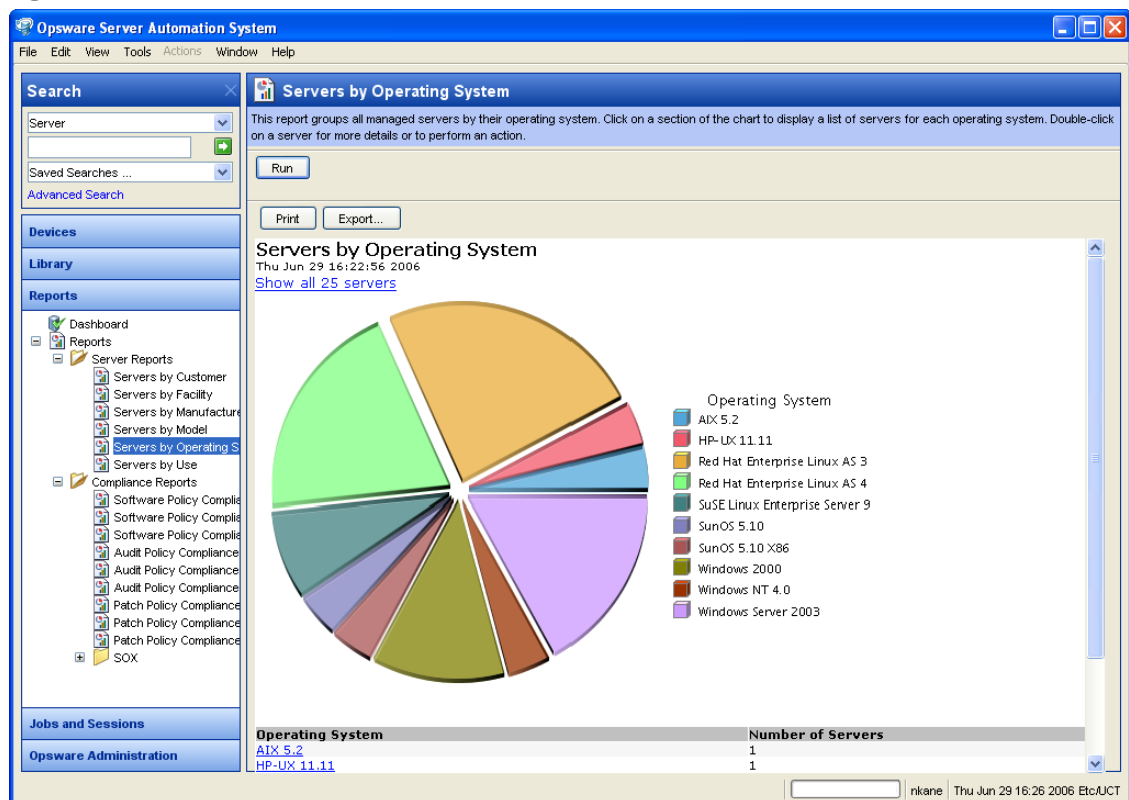 Opsware Server Automation System
File Edit View Tools Actions Window Help
Search
Server
Saved Searches ...
Advanced Search
Devices
Library
Reports
Dashboard
Reports
Server Reports
Servers by Customer
Servers by Facility
Servers by Manufacture
Servers by Model
Servers by Operating S
Servers by Use
Compliance Reports
Software Policy Complia
Software Policy Complia
Software Policy Complia
Audit Policy Compliance
Audit Policy Compliance
Audit Policy Compliance
Patch Policy Compliance
Patch Policy Compliance
Patch Policy Compliance
SOX
Jobs and Sessions
Opsware Administration
Servers by Operating System
This report groups all managed servers by their operating system. Click on a section of the chart to display a list of servers for each operating system. Double-click
on a server for more details or to perform an action.
Run
Print Export...
Servers by Operating System
Thu Jun 29 16:22:56 2006
Show all 25 servers
Operating System
AIX 5.2
HP-UX 11.11
Red Hat Enterprise Linux AS 3
Red Hat Enterprise Linux AS 4
SuSE Linux Enterprise Server 9
SunOS 5.10
SunOS 5.10 X86
Windows 2000
Windows NT 4.0
Windows Server 2003
Operating System Number of Servers
AIX 5.2 1
HP-UX 11.11 1
nkane Thu Jun 29 16:26 2006 Etc/UCT